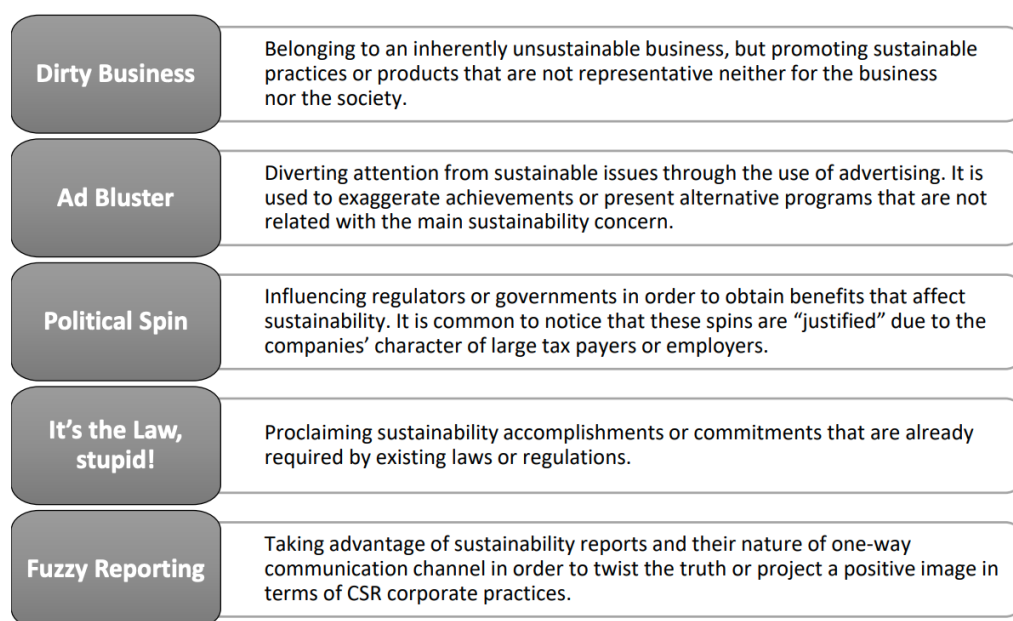 Dirty Business
Belonging to an inherently unsustainable business, but promoting sustainable
practices or products that are not representative neither for the business
nor the society.
Ad Bluster
Diverting attention from sustainable issues through the use of advertising. It is
used to exaggerate achievements or present alternative programs that are not
related with the main sustainability concern.
Political Spin
Influencing regulators or governments in order to obtain benefits that affect
sustainability. It is common to notice that these spins are “justified” due to the
companies’ character of large tax payers or employers.
It’s the Law,
stupid!
Proclaiming sustainability accomplishments or commitments that are already
required by existing laws or regulations.
Fuzzy Reporting
Taking advantage of sustainability reports and their nature of one-way
communication channel in order to twist the truth or project a positive image in
terms of CSR corporate practices.